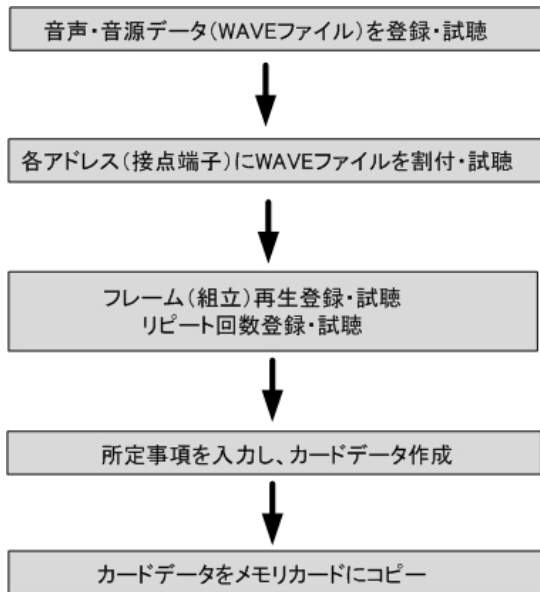 音声・音源データ(WAVEファイル)を登録・試聴
各アドレス(接点端子)にWAVEファイルを割付・試聴
フレーム(組立)再生登録・試聴
リピート回数登録・試聴
所定事項を入力し、カードデータ作成
カードデータをメモリカードにコピー